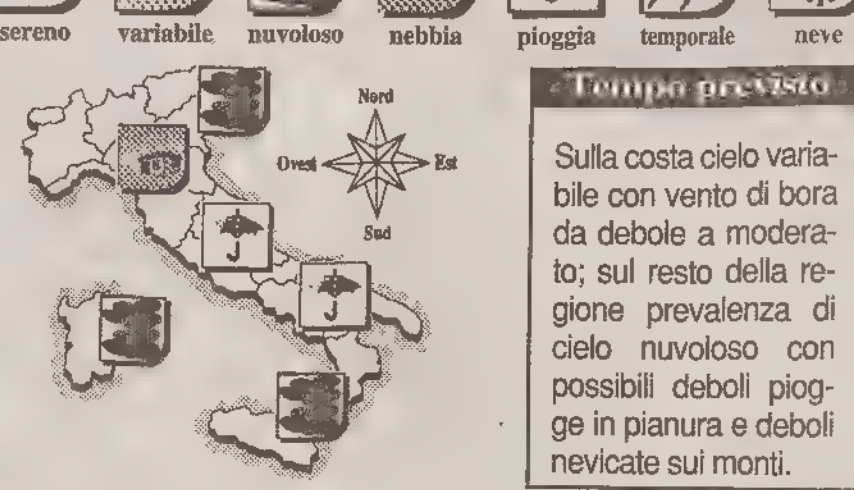 sereno variabile nuvoloso nebbia pioggia temporale neve
Nord
Ovest Est
Sud
Tempo previsto
Sulla costa cielo varia-
bile con vento di bora
da debole a modera-
to; sul resto della re-
gione prevalenza di
cielo nuvoloso con
possibili deboli piog-
ge in pianura e deboli
nevicate sui monti.